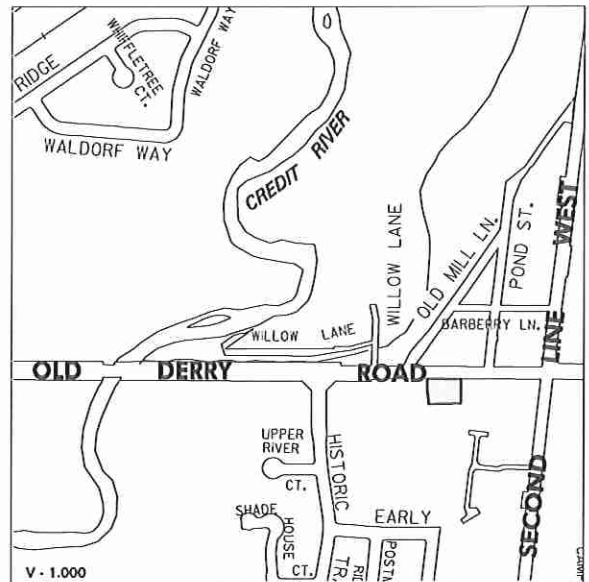 RIDGE
WHIFFLETREE
CT.
WALDORF WAY
WALDORF WAY
CREDIT RIVER
WILLOW LANE
OLD MILL LN.
POND ST.
WILLOW LANE
BARBERRY LN.
OLD DERRY ROAD
SECOND LINE WEST
UPPER
RIVER
CT.
HISTORIC
SHADE
HOUSE
CT.
EARLY
V - 1.000